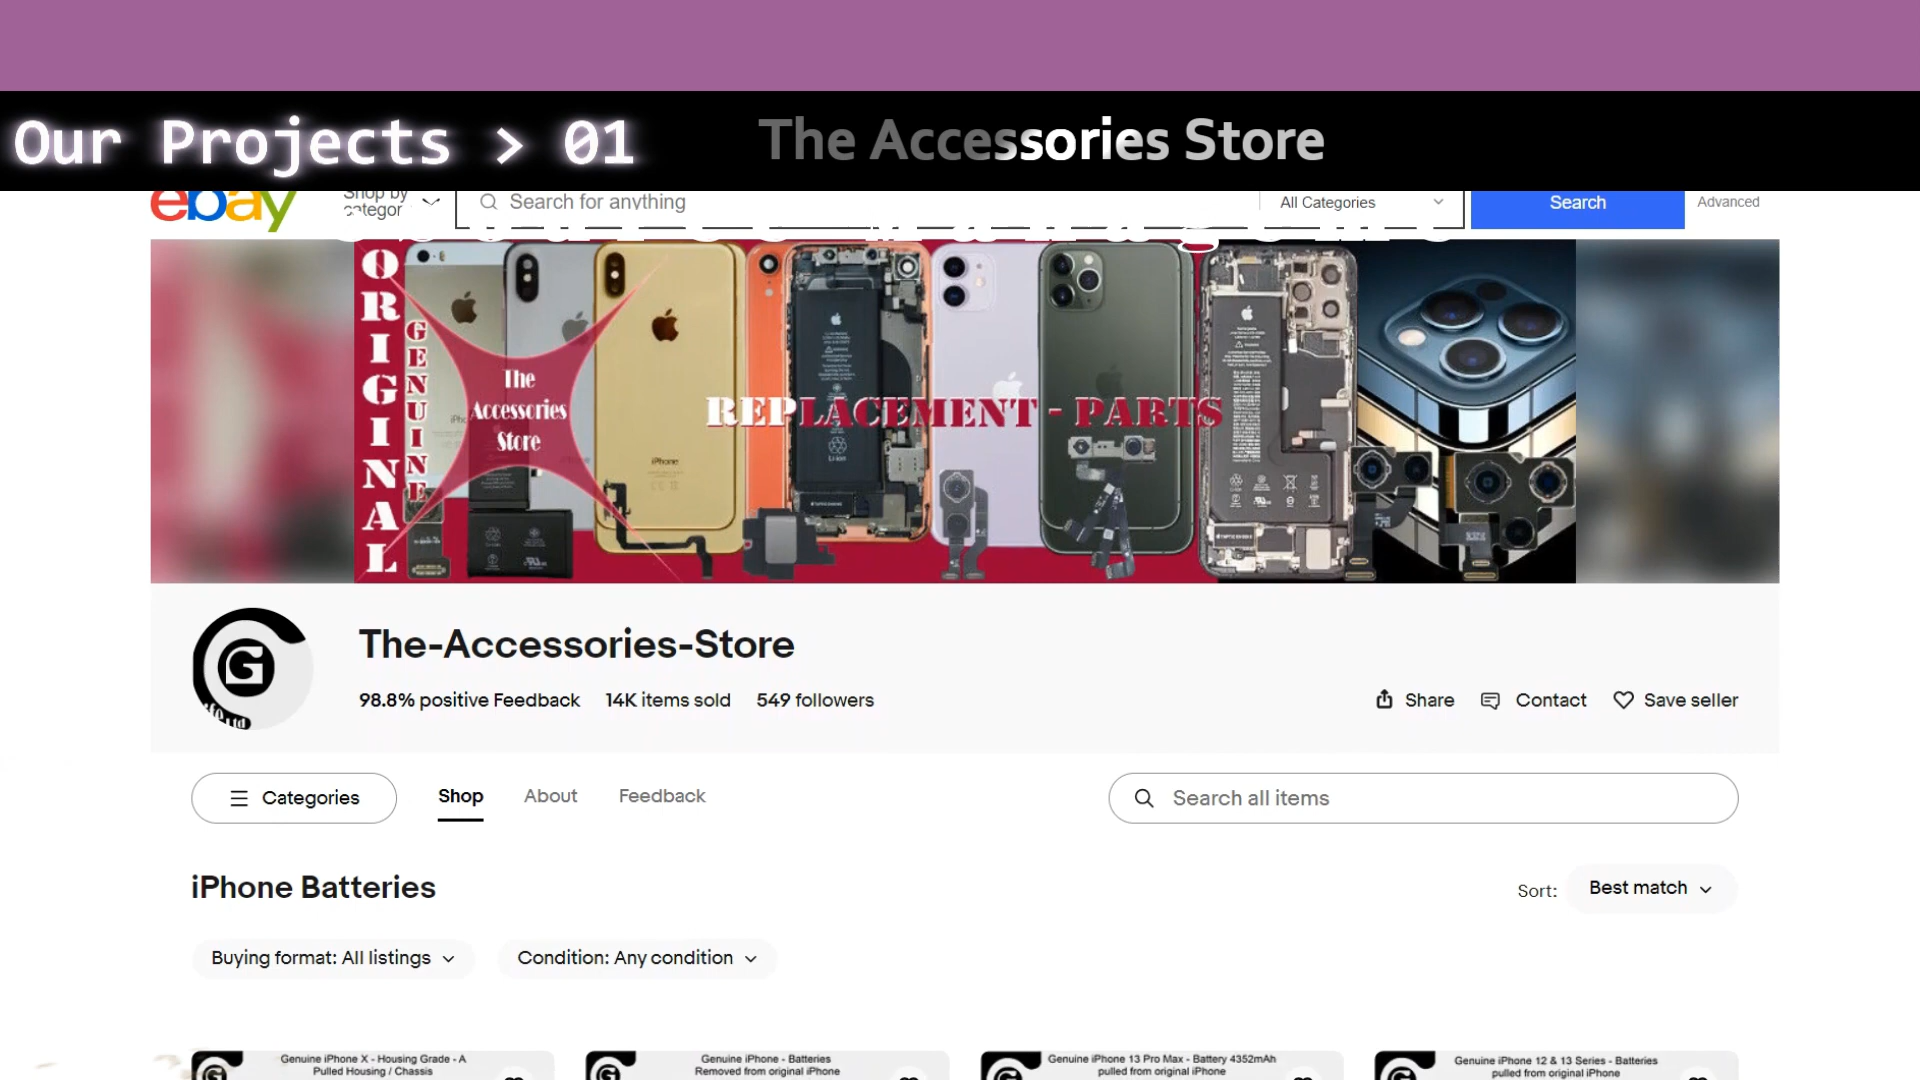 Our Projects > 01
The Accessories Store
ebay
Shop by
categor
Search for anything
All Categories
Search
Advanced
ORIGINAL
GENUINE
The
Accessories
Store
REPLACEMENT - PARTS
iPhone
The-Accessories-Store
98.8% positive Feedback
14K items sold
549 followers
Share
Contact
Save seller
Categories
Shop
About
Feedback
Search all items
iPhone Batteries
Sort:
Best match
Buying format: All listings
Condition: Any condition
Genuine iPhone X - Housing Grade - A
Pulled Housing / Chassis
Genuine iPhone - Batteries
Removed from original iPhone
Genuine iPhone 13 Pro Max - Battery 4352mAh
pulled from original iPhone
Genuine iPhone 12 & 13 Series - Batteries
pulled from original iPhone